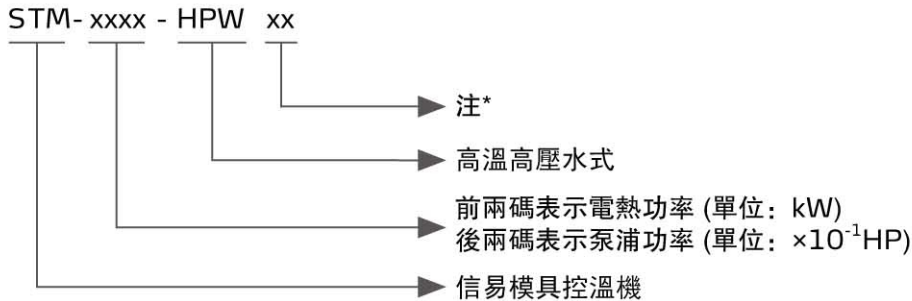 STM- xxxx - HPW xx
注*
高溫高壓水式
前兩碼表示電熱功率 (單位：kW)
後兩碼表示泵浦功率 (單位：×10⁻¹HP)
信易模具控溫機